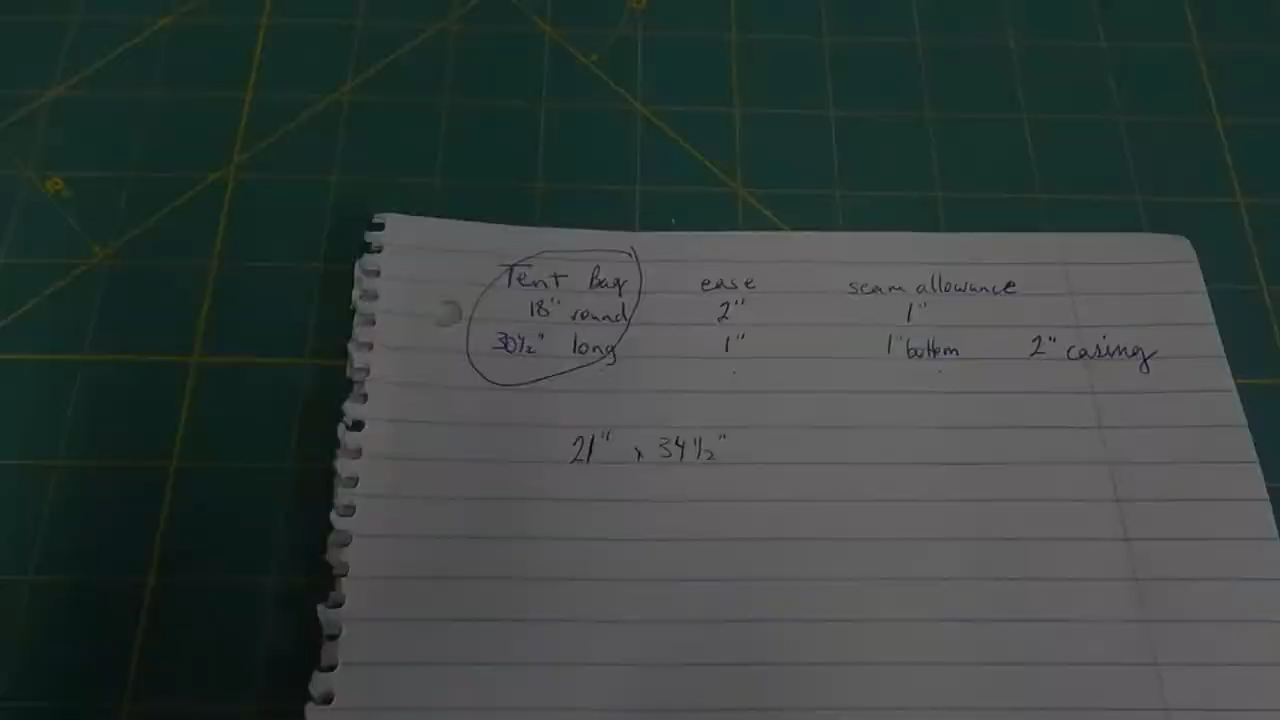 Tent Bag ease seam allowance
18" round 2" 1"
30½" long 1" 1" bottom 2" casing
21" x 34½"